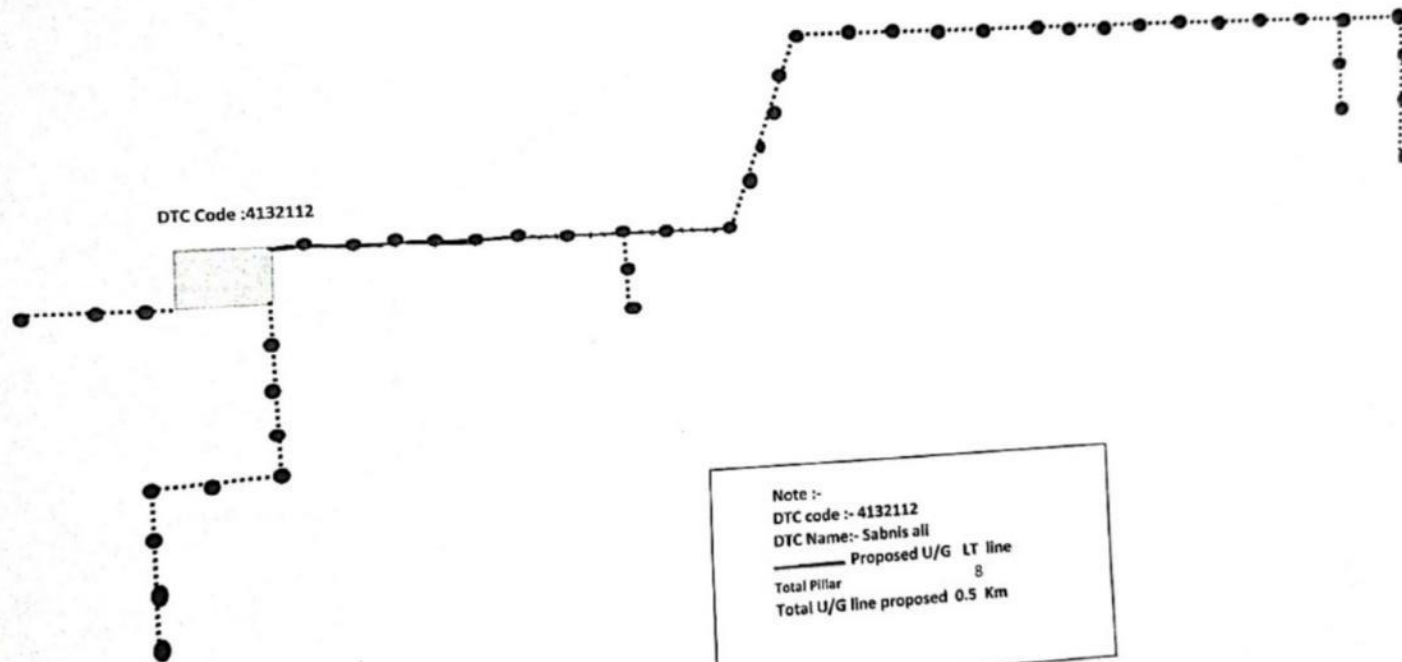 DTC Code :4132112
Note :-
DTC code :- 4132112
DTC Name:- Sabnis ali
Proposed U/G LT line
Total Pillar 8
Total U/G line proposed 0.5 Km